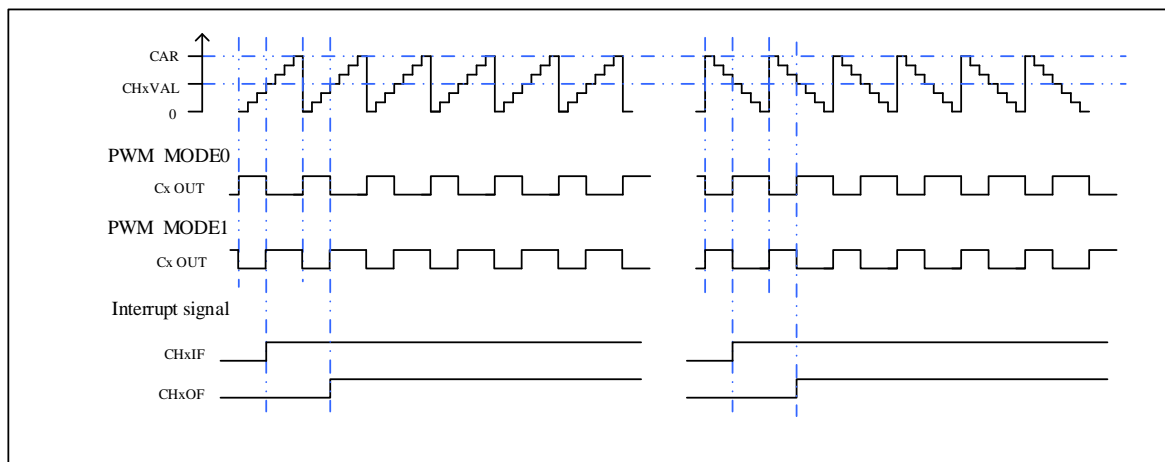 CAR
CHxVAL
0
PWM MODE0
Cx OUT
PWM MODE1
Cx OUT
Interrupt signal
CHxIF
CHxOF